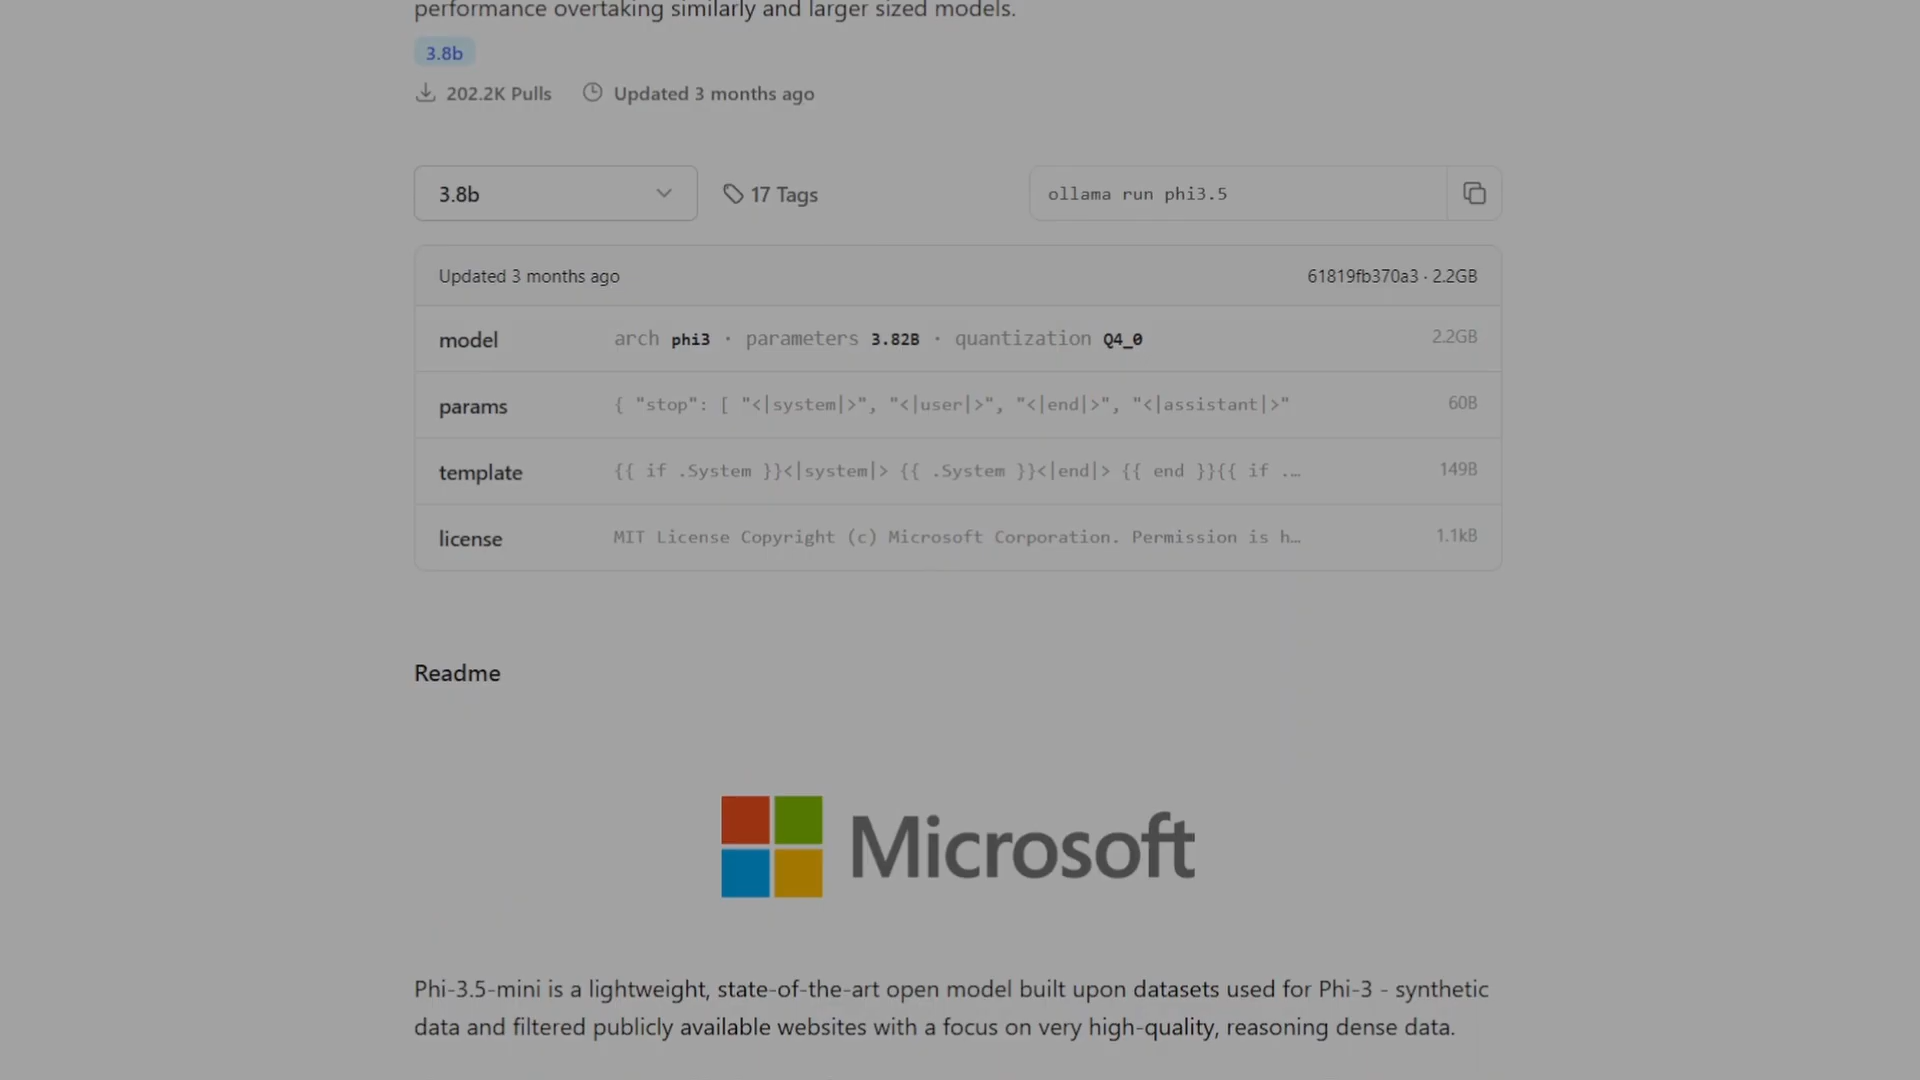 performance overtaking similarly and larger sized models.
3.8b
202.2K Pulls Updated 3 months ago
3.8b 17 Tags ollama run phi3.5
Updated 3 months ago 61819fb370a3 · 2.2GB
model arch phi3 · parameters 3.82B · quantization Q4_0 2.2GB
params { "stop": [ "<|system|>", "<|user|>", "<|end|>", "<|assistant|>" 60B
template {{ if .System }}<|system|> {{ .System }}<|end|> {{ end }}{{ if .… 149B
license MIT License Copyright (c) Microsoft Corporation. Permission is h… 1.1kB
Readme
Microsoft
Phi-3.5-mini is a lightweight, state-of-the-art open model built upon datasets used for Phi-3 - synthetic
data and filtered publicly available websites with a focus on very high-quality, reasoning dense data.